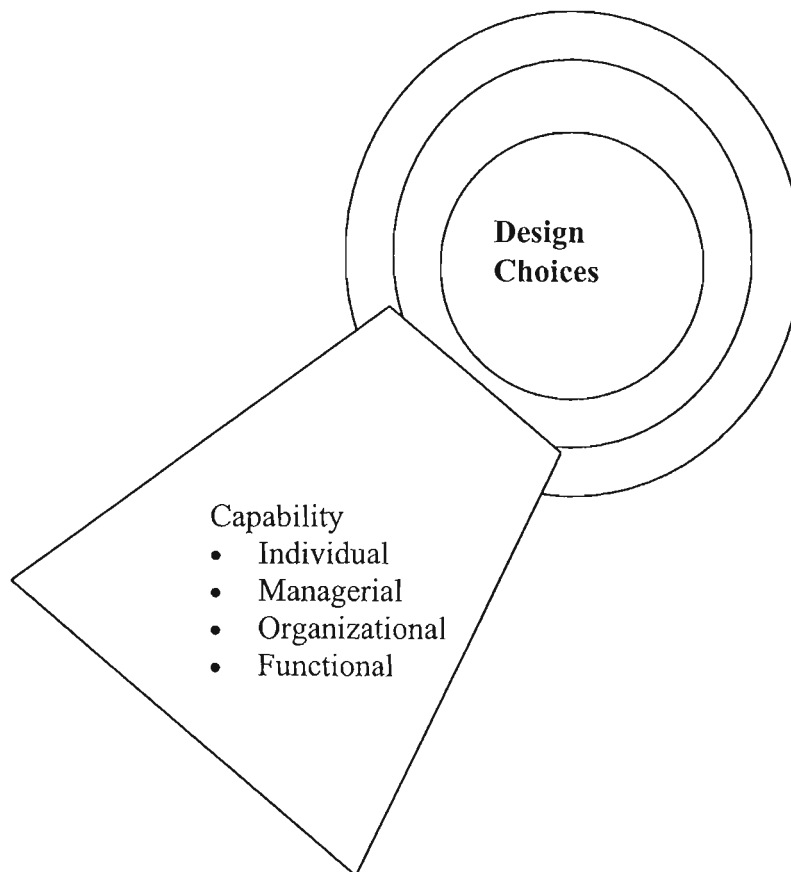 Design
Choices
Capability
• Individual
• Managerial
• Organizational
• Functional